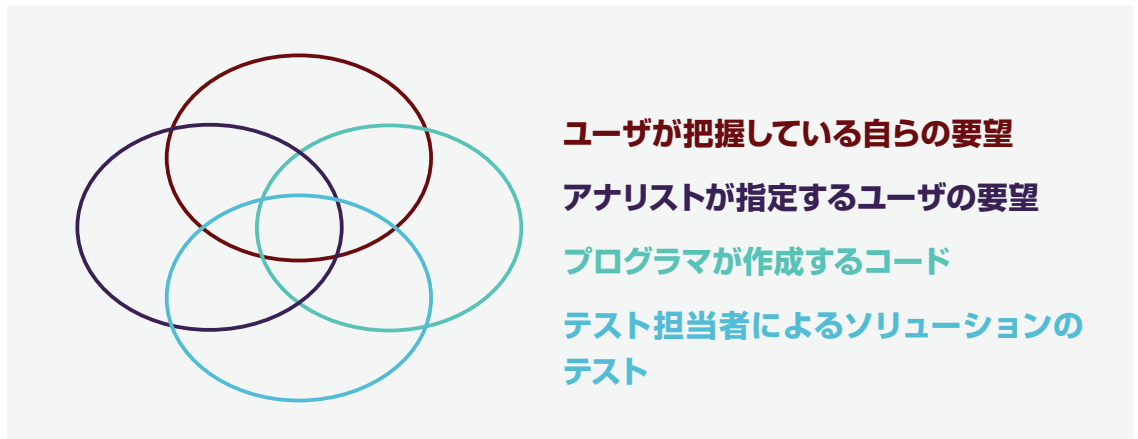 ユーザが把握している自らの要望
アナリストが指定するユーザの要望
プログラマが作成するコード
テスト担当者によるソリューションの
テスト